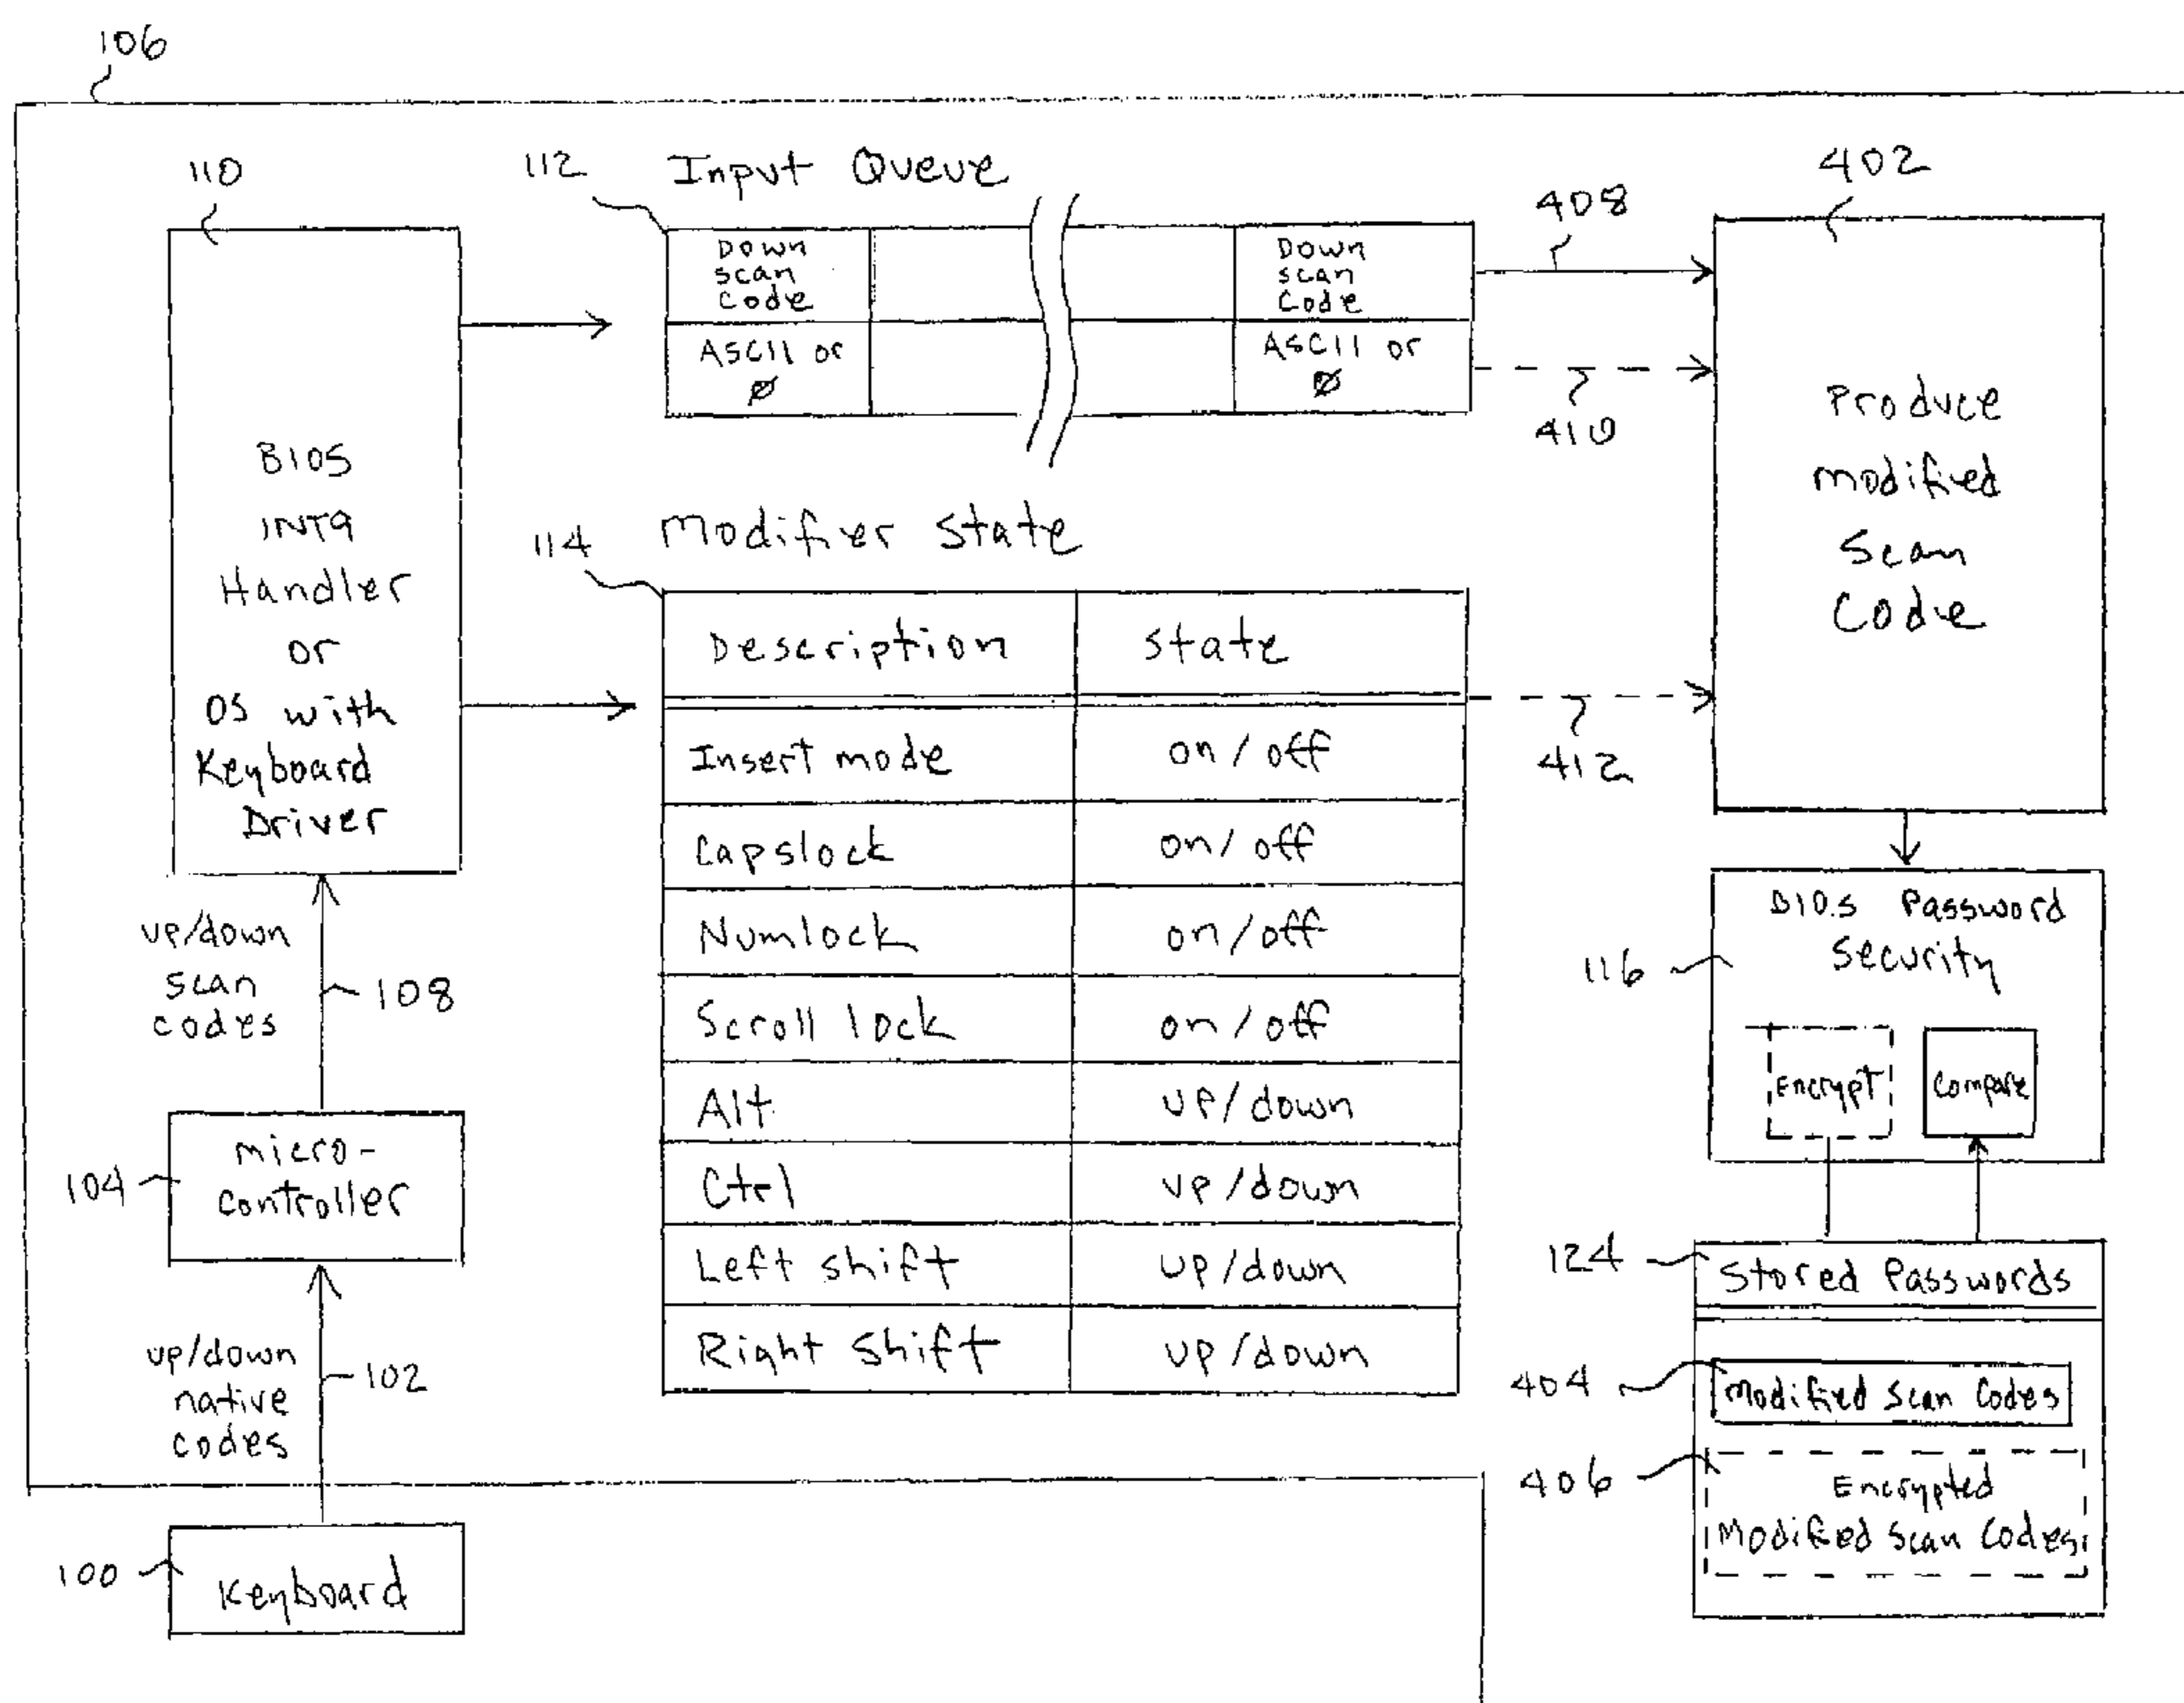 106
110
BIOS
INT9
Handler
or
OS with
Keyboard
Driver
up/down
scan
codes
108
104
micro-
controller
up/down
native
codes
102
100
Keyboard
112
Input Queue
Down
scan
code
Down
scan
code
ASCII or
Ø
ASCII or
Ø
114
Modifier State
Description
State
Insert mode
on/off
Capslock
on/off
Numlock
on/off
Scroll lock
on/off
Alt
up/down
Ctrl
up/down
Left shift
up/down
Right shift
up/down
408
410
412
402
Produce
modified
scan
code
116
BIOS Password
Security
Encrypt
Compare
124
Stored Passwords
404
Modified Scan Codes
406
Encrypted
Modified Scan Codes